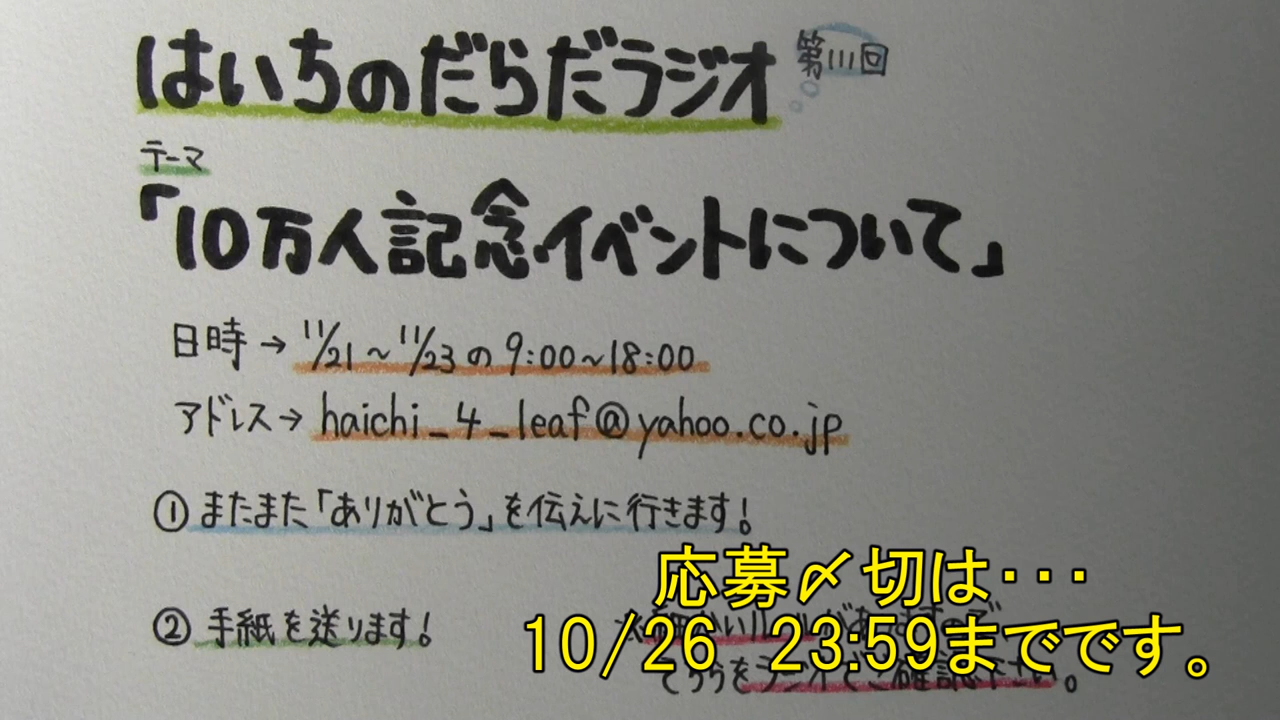 はいちのだらだラジオ 第111回
テーマ
「10万人記念イベントについて」
日時→ 11/21~11/23の9:00~18:00
アドレス→ haichi_4_leaf@yahoo.co.jp
①またまた「ありがとう」を伝えに行きます!
応募〆切は・・・
②手紙を送ります!
10/26 23:59までです。